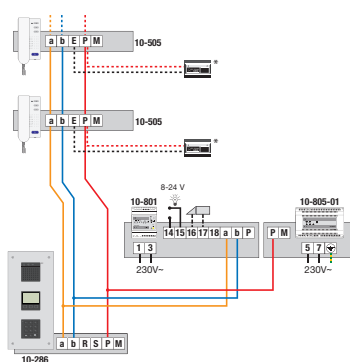 a b E P M
10-505
*
a b E P M
10-505
*
8-24 V
10-801
10-805-01
14 15 16 17 18 a b P
P M
1 3
5 7
230V~
230V~
a b R S P M
10-286